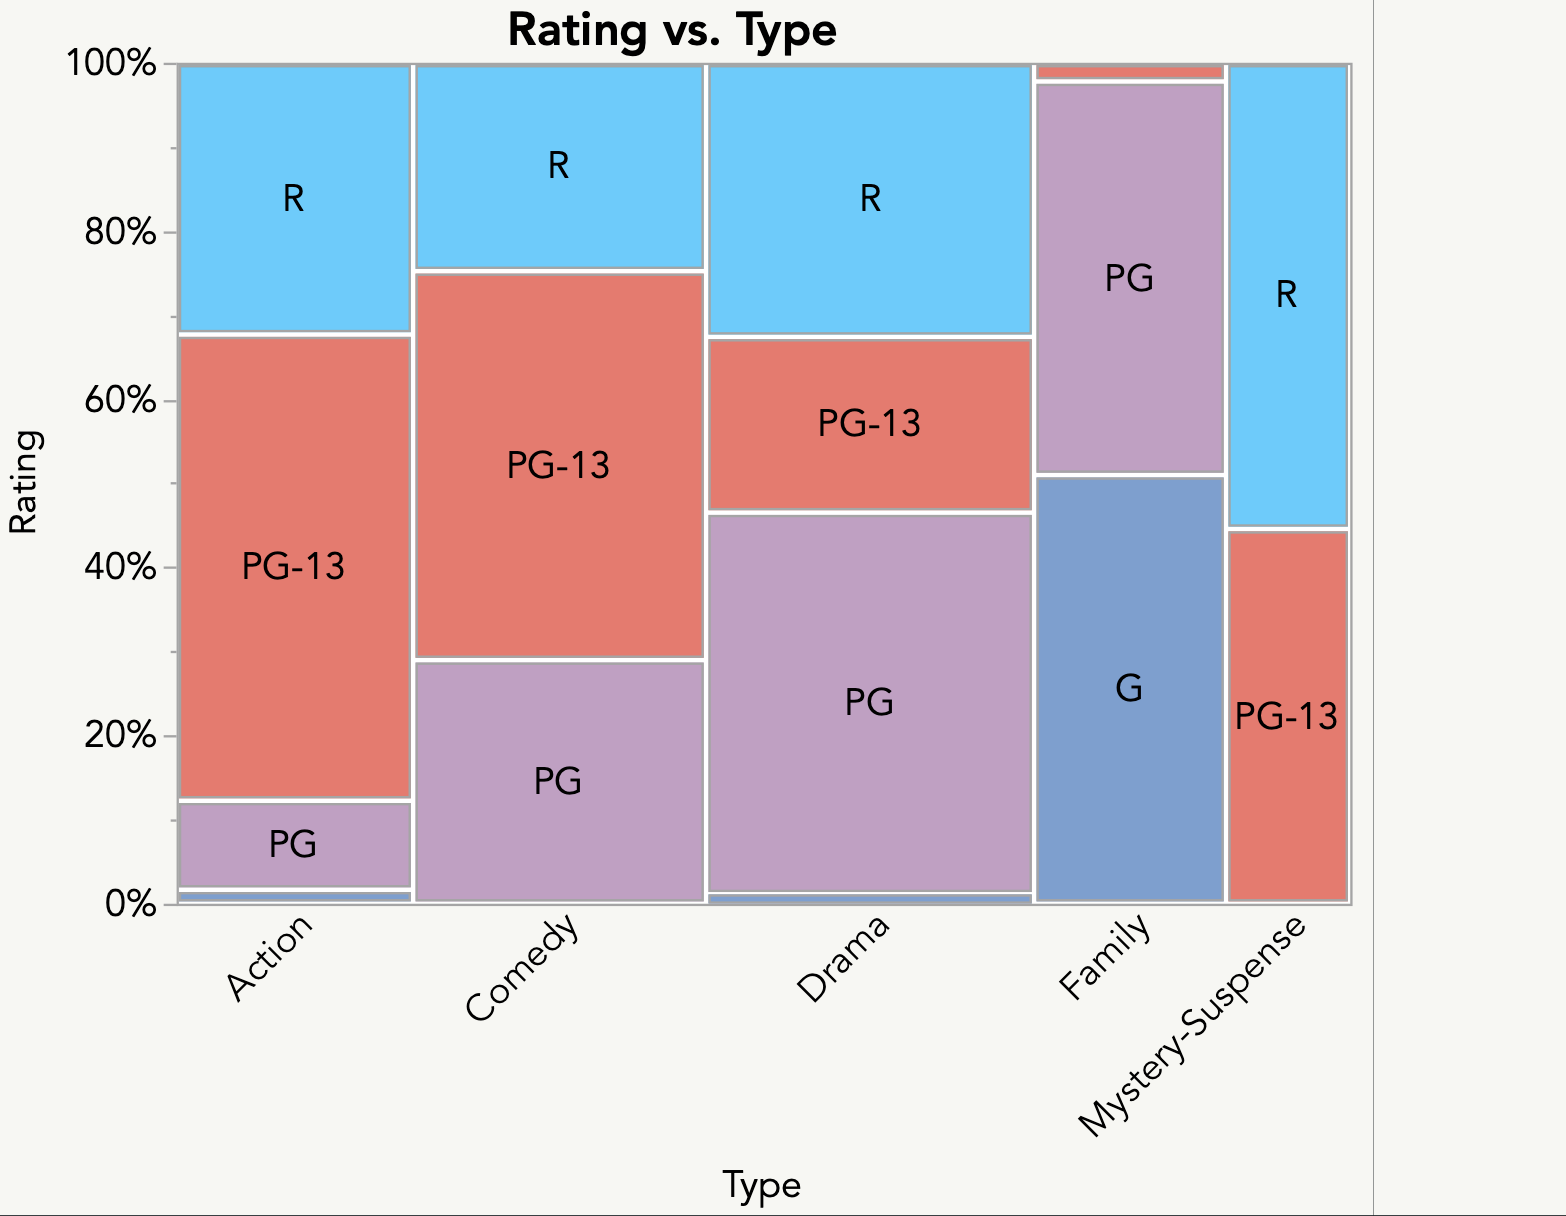 Rating vs. Type
100%
80%
60%
40%
20%
0%
Rating
R
PG-13
PG
R
PG-13
PG
R
PG-13
PG
PG
G
R
PG-13
Action
Comedy
Drama
Family
Mystery-Suspense
Type